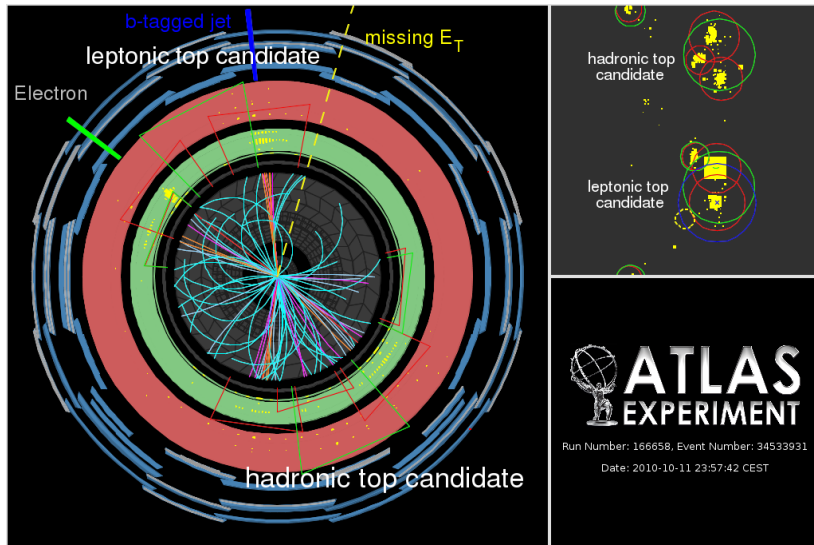 b-tagged jet
leptonic top candidate
missing E_T
Electron
hadronic top candidate
hadronic top
candidate
leptonic top
candidate
ATLAS
EXPERIMENT
Run Number: 166658, Event Number: 34533931
Date: 2010-10-11 23:57:42 CEST